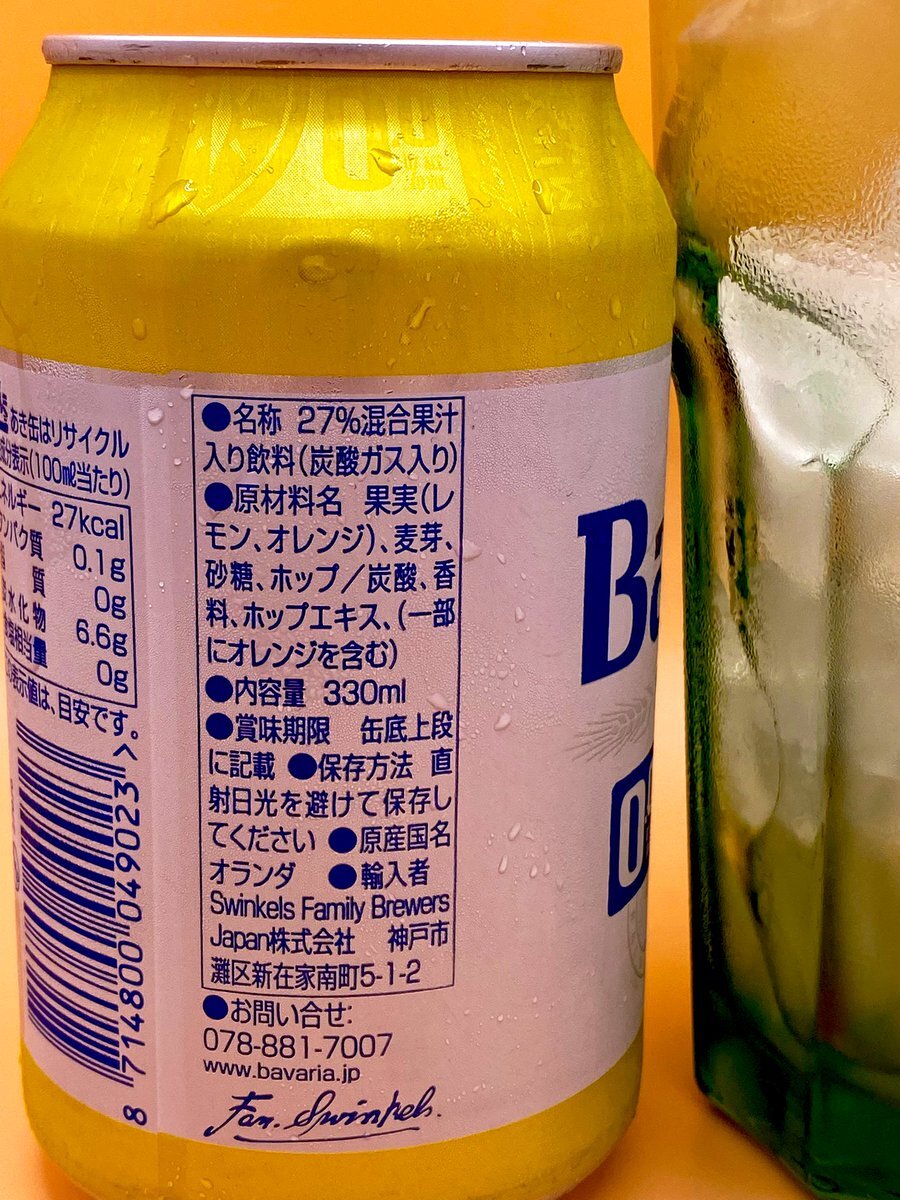 あき缶はリサイクル
成分表示(100㎖当たり)
ネルギー 27kcal
ンパク質 0.1g
質 0g
水化物 6.6g
相当量 0g
表示値は、目安です。
8 714800 049023 >
●名称 27%混合果汁
入り飲料(炭酸ガス入り)
●原材料名 果実(レ
モン、オレンジ)、麦芽、
砂糖、ホップ/炭酸、香
料、ホップエキス、(一部
にオレンジを含む)
●内容量 330ml
●賞味期限 缶底上段
に記載 ●保存方法 直
射日光を避けて保存し
てください ●原産国名
オランダ ●輸入者
Swinkels Family Brewers
Japan株式会社 神戸市
灘区新在家南町5-1-2
●お問い合せ:
078-881-7007
www.bavaria.jp
Fam. Swinkels.
Ba
0